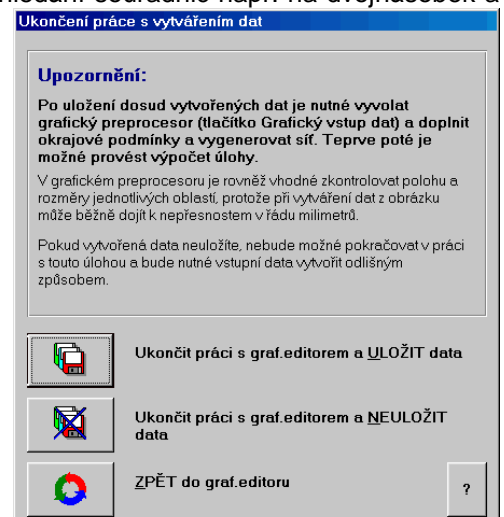 Ukončení práce s vytvářením dat
Upozornění:
Po uložení dosud vytvořených dat je nutné vyvolat
grafický preprocesor (tlačítko Grafický vstup dat) a doplnit
okrajové podmínky a vygenerovat síť. Teprve poté je
možné provést výpočet úlohy.
V grafickém preprocesoru je rovněž vhodné zkontrolovat polohu a
rozměry jednotlivých oblastí, protože při vytváření dat z obrázku
může běžně dojít k nepřesnostem v řádu milimetrů.
Pokud vytvořená data neuložíte, nebude možné pokračovat v práci
s touto úlohou a bude nutné vstupní data vytvořit odlišným
způsobem.
Ukončit práci s graf.editorem a ULOŽIT data
Ukončit práci s graf.editorem a NEULOŽIT
data
ZPĚT do graf.editoru
?